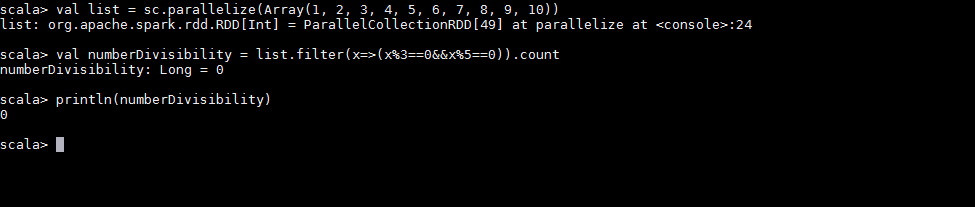 scala> val list = sc.parallelize(Array(1, 2, 3, 4, 5, 6, 7, 8, 9, 10))
list: org.apache.spark.rdd.RDD[Int] = ParallelCollectionRDD[49] at parallelize at <console>:24
scala> val numberDivisibility = list.filter(x=>(x%3==0&&x%5==0)).count
numberDivisibility: Long = 0
scala> println(numberDivisibility)
0
scala>